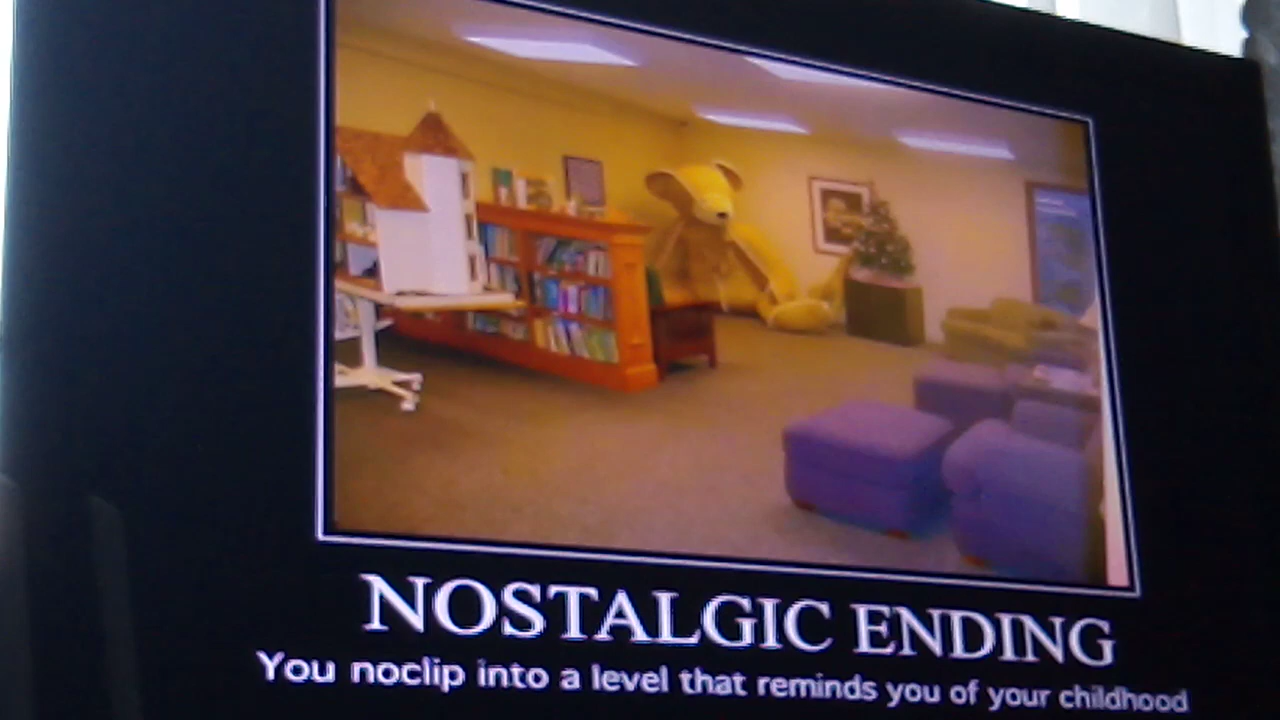 NOSTALGIC ENDING
You noclip into a level that reminds you of your childhood